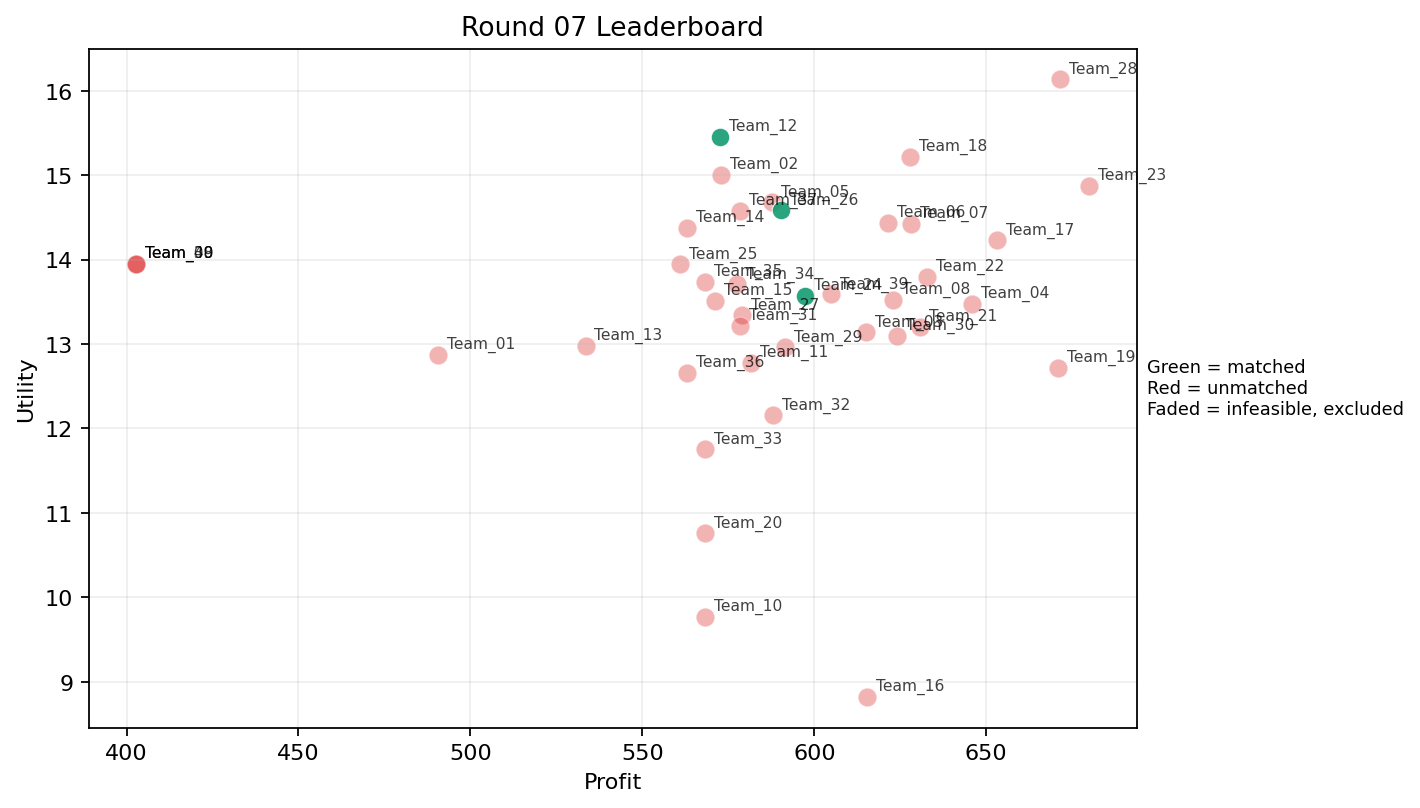 Round 07 Leaderboard
Utility
16
15
14
13
12
11
10
9
Team_28
Team_12
Team_18
Team_02
Team_23
Team_05
Team_26
Team_14
Team_06
Team_07
Team_17
Team_25
Team_22
Team_35
Team_34
Team_15
Team_24
Team_39
Team_08
Team_04
Team_27
Team_31
Team_21
Team_30
Team_01
Team_13
Team_29
Team_11
Team_36
Team_19
Team_32
Team_33
Team_20
Team_10
Team_16
400
450
500
550
600
650
Profit
Green = matched
Red = unmatched
Faded = infeasible, excluded